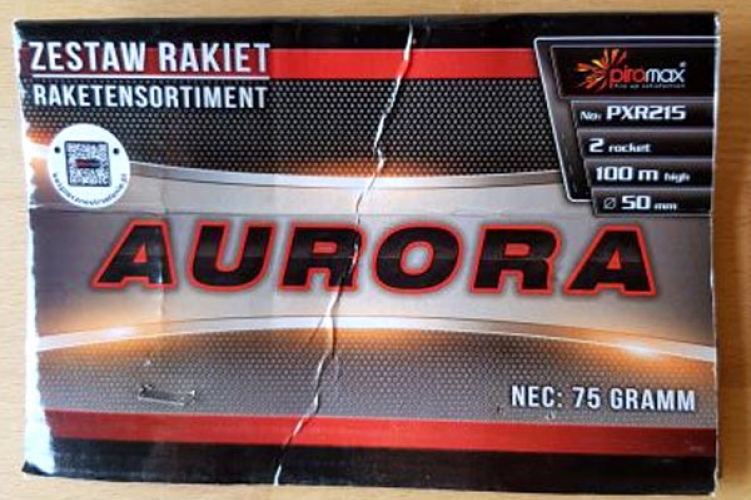 ZESTAW RAKIET
RAKETENSORTIMENT
piromax®
No: PXR215
2 rocket
100 m high
Ø 50 mm
AURORA
NEC: 75 GRAMM